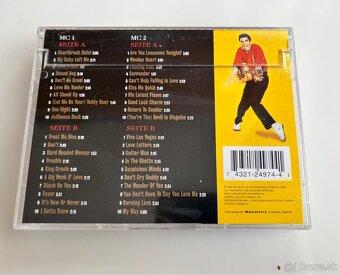 MC 1
SEITE A
1 Heartbreak Hotel
2 My Baby Left Me
5 Hound Dog
6 Don't Be Cruel
7 Love Me Tender
8 All Shook Up
9 (Let Me Be Your) Teddy Bear
10 One Night
11 Jailhouse Rock
SEITE B
1 Treat Me Nice
2 Don't
3 Hard Headed Woman
4 Trouble
5 King Creole
6 A Big Hunk O' Love
7 Stuck On You
8 Fever
9 It's Now Or Never
10 I Gotta Know
MC 2
SEITE A
1 Are You Lonesome Tonight?
2 Wooden Heart
4 Surrender
5 Can't Help Falling In Love
6 Kiss Me Quick
7 His Latest Flame
8 Good Luck Charm
9 Return To Sender
10 (You're The) Devil In Disguise
SEITE B
1 Viva Las Vegas
2 Love Letters
3 Guitar Man
4 In The Ghetto
5 Suspicious Minds
6 Don't Cry Daddy
7 The Wonder Of You
8 You Don't Have To Say You Love Me
9 Burning Love
10 My Way
7 4321-24974-4
bazos.sk